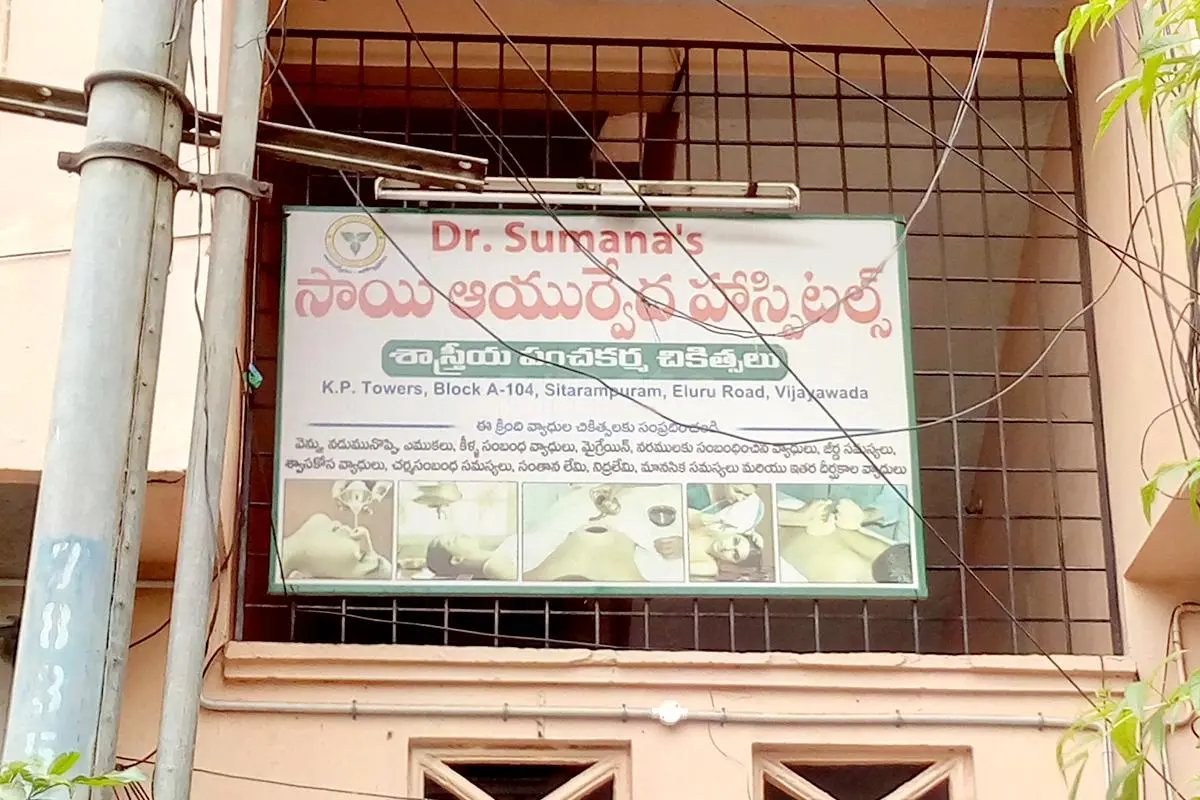 Dr. Sumana's
సాయి ఆయుర్వేద హాస్పిటల్స్
శాస్త్రీయ పంచకర్మ చికిత్సలు
K.P. Towers, Block A-104, Sitarampuram, Eluru Road, Vijayawada
ఈ క్రింది వ్యాధుల చికిత్సలకు సంప్రదించండి
వెన్ను, నడుమునొప్పి, ఎముకలు, కీళ్ళ సంబంధ వ్యాధులు, మైగ్రేయిన్, నరములకు సంబంధించిన వ్యాధులు, జీర్ణ సమస్యలు,
శ్వాసకోస వ్యాధులు, చర్మసంబంధ సమస్యలు, సంతాన లేమి, నిద్రలేమి, మానసిక సమస్యలు మరియు ఇతర దీర్ఘకాల వ్యాధులు
7835